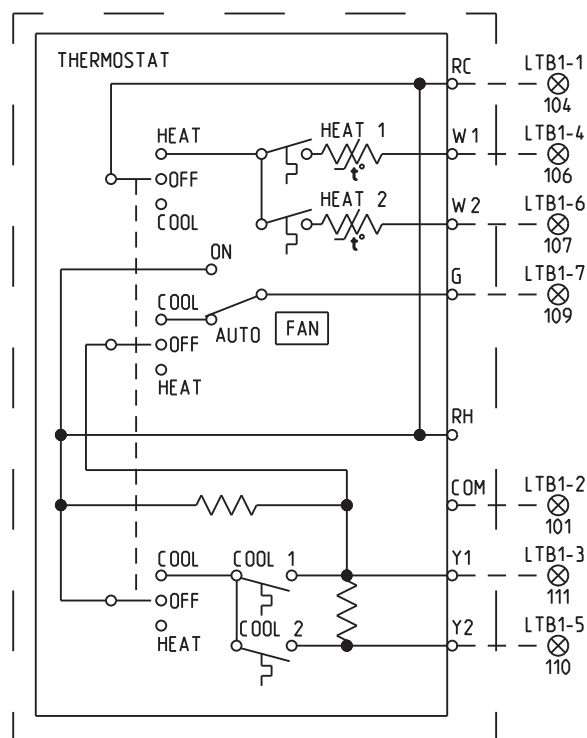 THERMOSTAT
RC
LTB1-1
104
HEAT
HEAT 1
W1
LTB1-4
OFF
t°
106
COOL
HEAT 2
W2
LTB1-6
t°
107
ON
G
LTB1-7
COOL
AUTO
FAN
109
OFF
HEAT
RH
COM
LTB1-2
101
COOL
COOL 1
Y1
LTB1-3
OFF
111
COOL 2
Y2
LTB1-5
HEAT
110